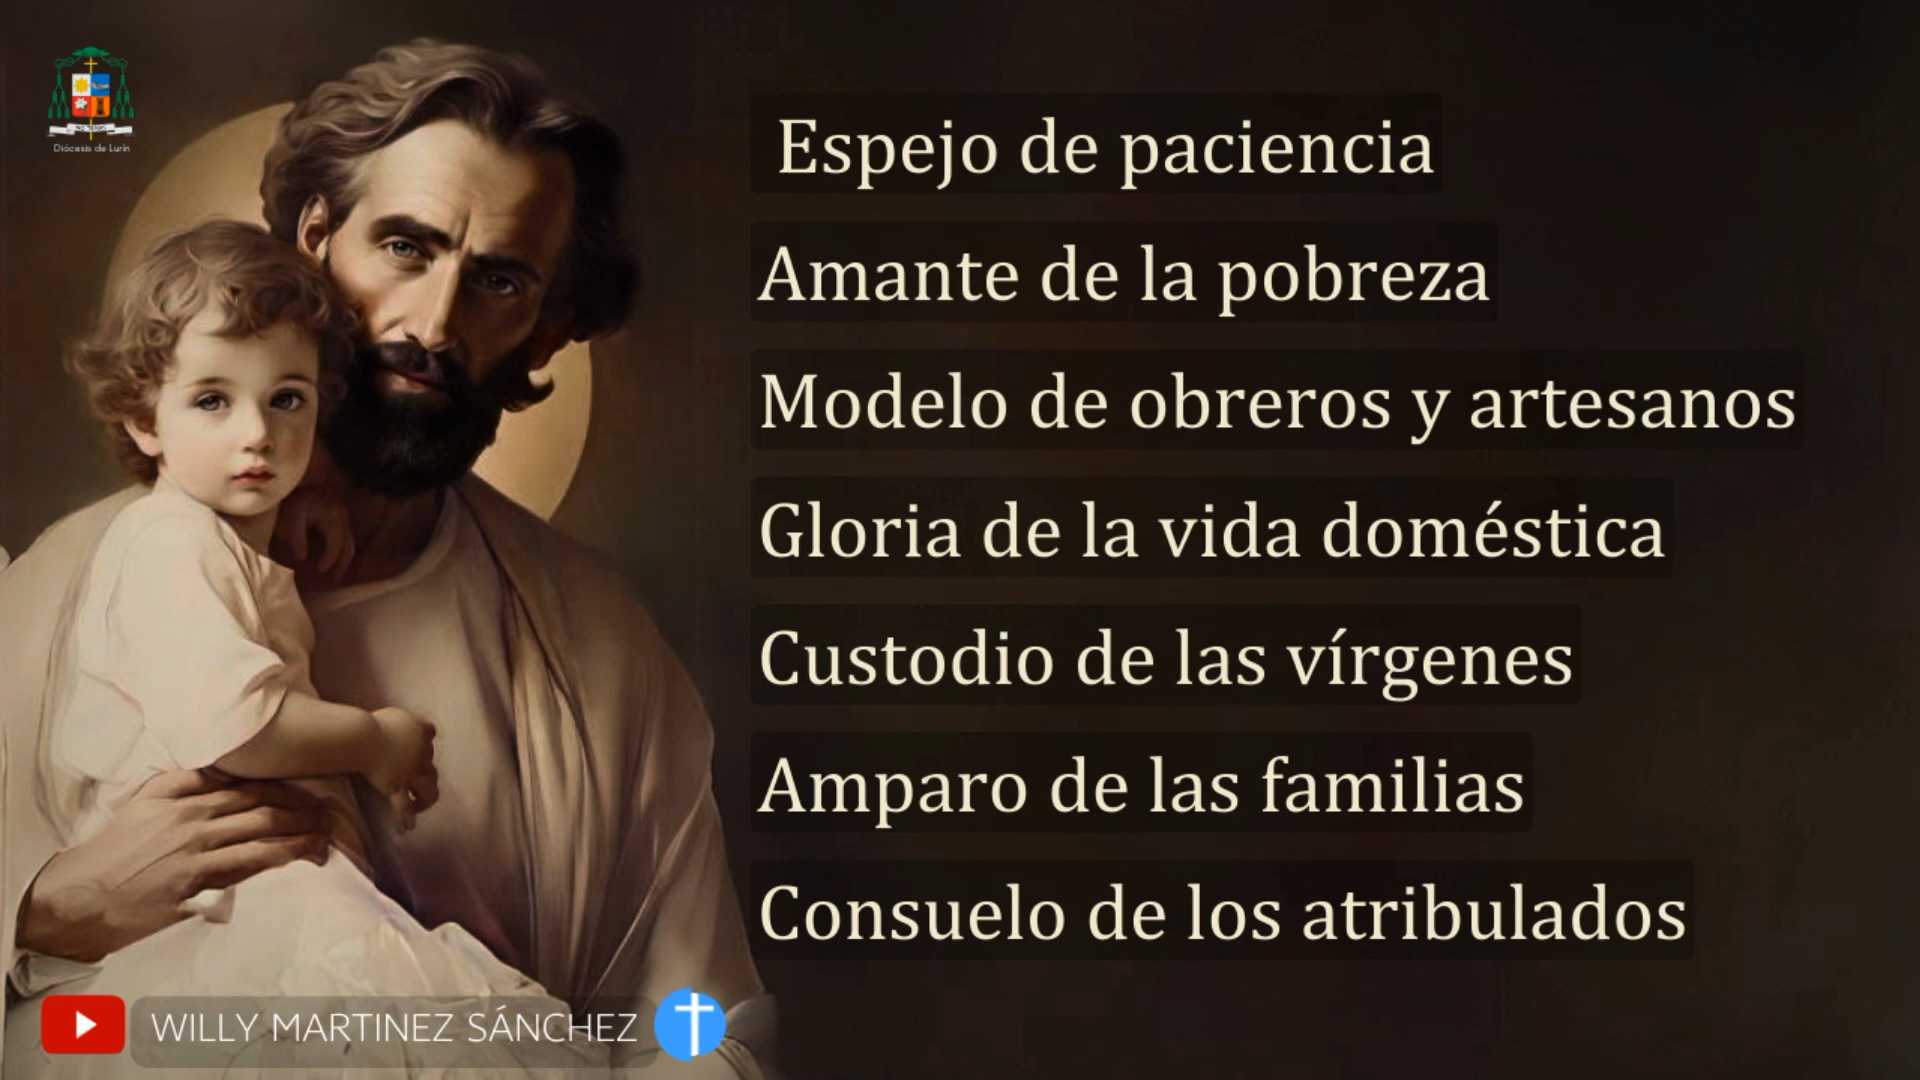 Diócesis de Lurín
Espejo de paciencia
Amante de la pobreza
Modelo de obreros y artesanos
Gloria de la vida doméstica
Custodio de las vírgenes
Amparo de las familias
Consuelo de los atribulados
WILLY MARTINEZ SÁNCHEZ